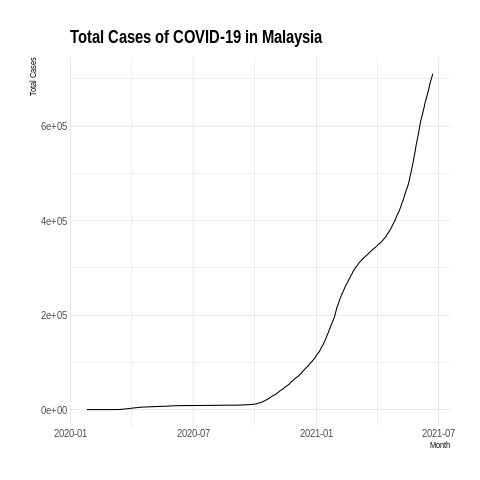 Total Cases of COVID-19 in Malaysia
Total Cases
6e+05
4e+05
2e+05
0e+00
2020-01 2020-07 2021-01 2021-07
Month